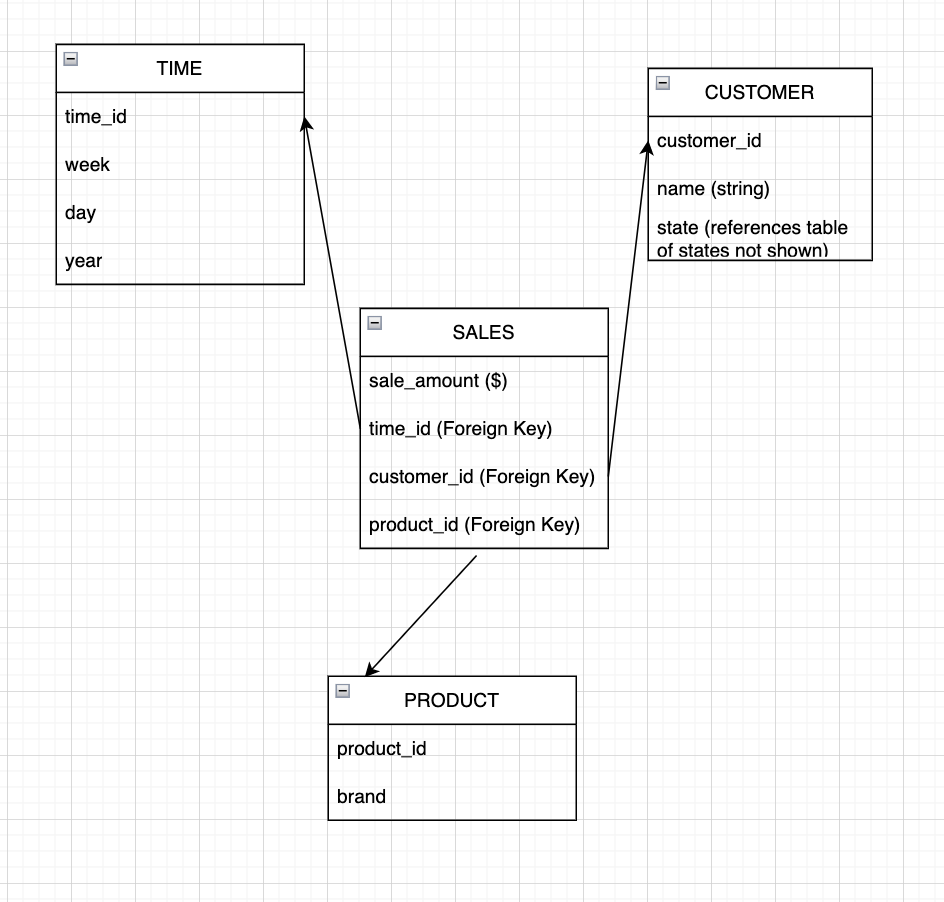 TIME
time_id
week
day
year
CUSTOMER
customer_id
name (string)
state (references table
of states not shown)
SALES
sale_amount ($)
time_id (Foreign Key)
customer_id (Foreign Key)
product_id (Foreign Key)
PRODUCT
product_id
brand